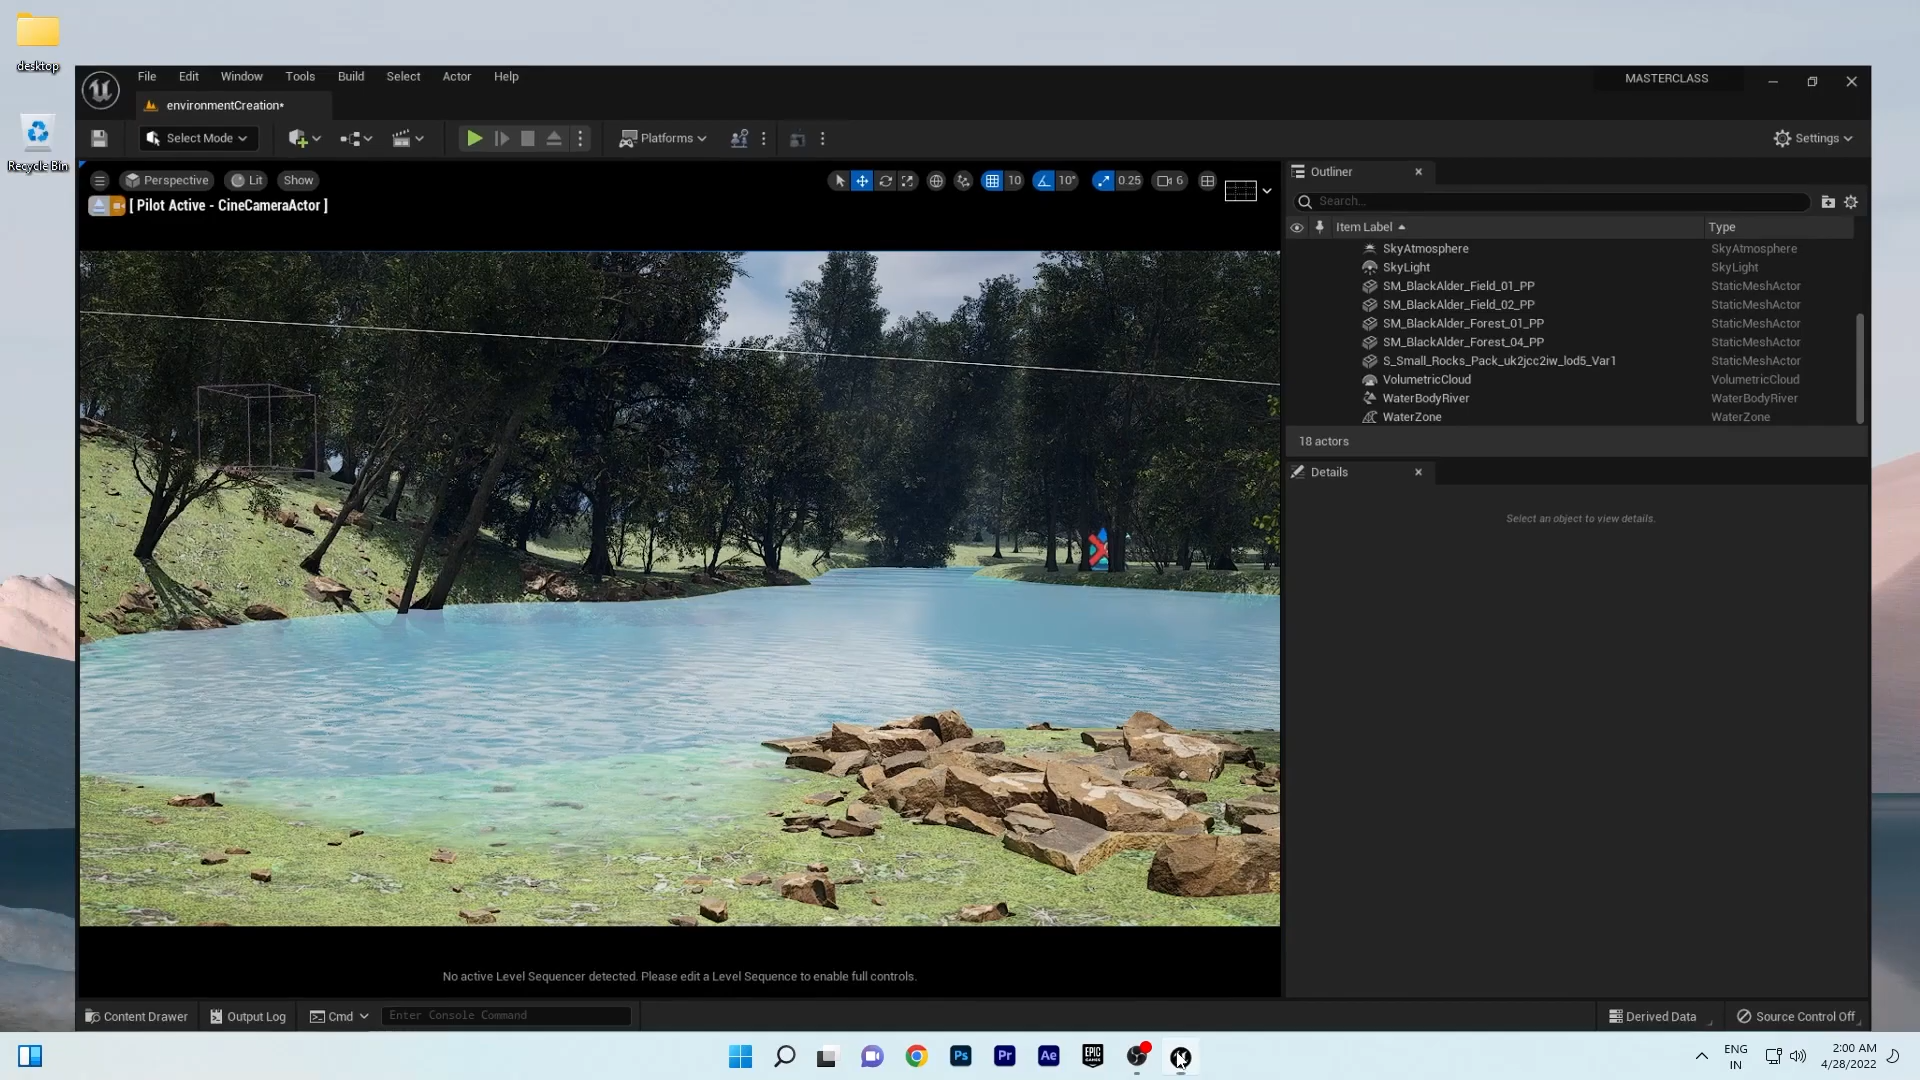 desktop
Recycle Bin
File Edit Window Tools Build Select Actor Help
MASTERCLASS
environmentCreation*
Select Mode
Platforms
Settings
Perspective Lit Show
10 10° 0.25 6
[ Pilot Active - CineCameraActor ]
Outliner
Search...
Item Label Type
SkyAtmosphere SkyAtmosphere
SkyLight SkyLight
SM_BlackAlder_Field_01_PP StaticMeshActor
SM_BlackAlder_Field_02_PP StaticMeshActor
SM_BlackAlder_Forest_01_PP StaticMeshActor
SM_BlackAlder_Forest_04_PP StaticMeshActor
S_Small_Rocks_Pack_uk2jcc2iw_lod5_Var1 StaticMeshActor
VolumetricCloud VolumetricCloud
WaterBodyRiver WaterBodyRiver
WaterZone WaterZone
18 actors
Details
Select an object to view details.
No active Level Sequencer detected. Please edit a Level Sequence to enable full controls.
Content Drawer Output Log Cmd Enter Console Command
Derived Data Source Control Off
Ps Pr Ae EPIC GAMES
ENG
IN
2:00 AM
4/28/2022